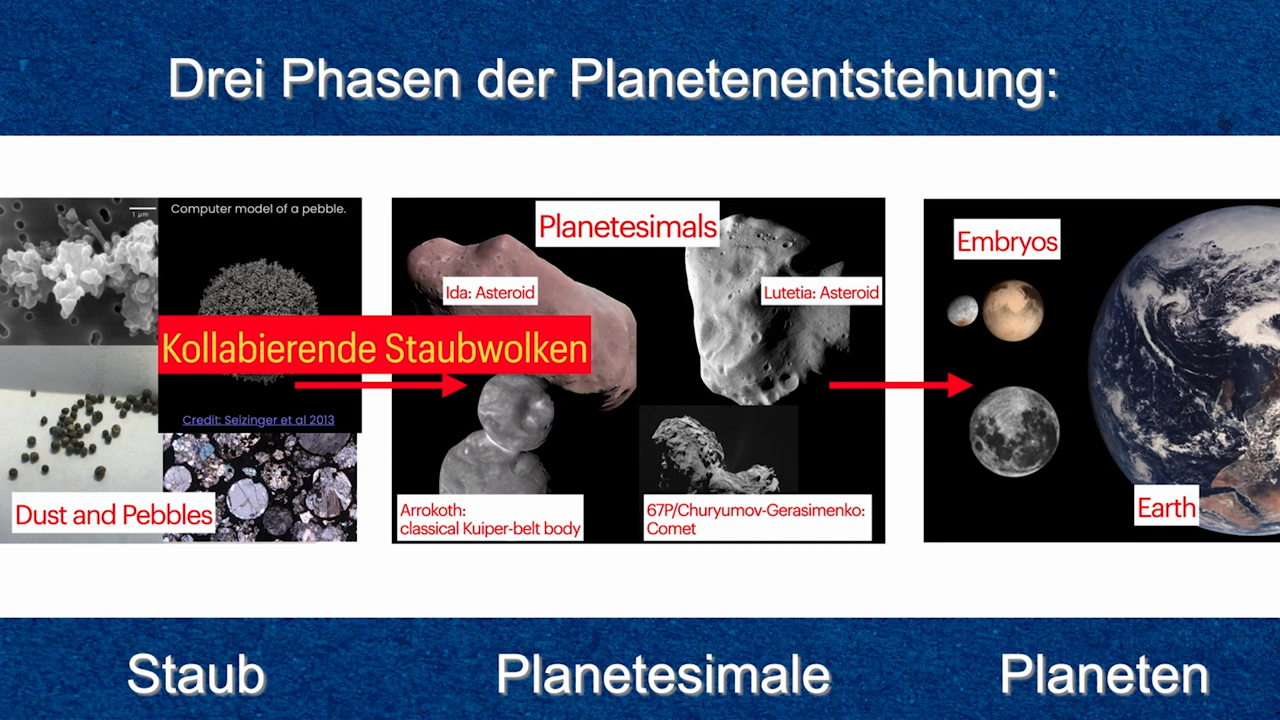 Drei Phasen der Planetenentstehung:
1 µm
Computer model of a pebble.
Kollabierende Staubwolken
Credit: Seizinger et al 2013
Dust and Pebbles
Planetesimals
Ida: Asteroid
Lutetia: Asteroid
Arrokoth:
classical Kuiper-belt body
67P/Churyumov-Gerasimenko:
Comet
Embryos
Earth
Staub
Planetesimale
Planeten